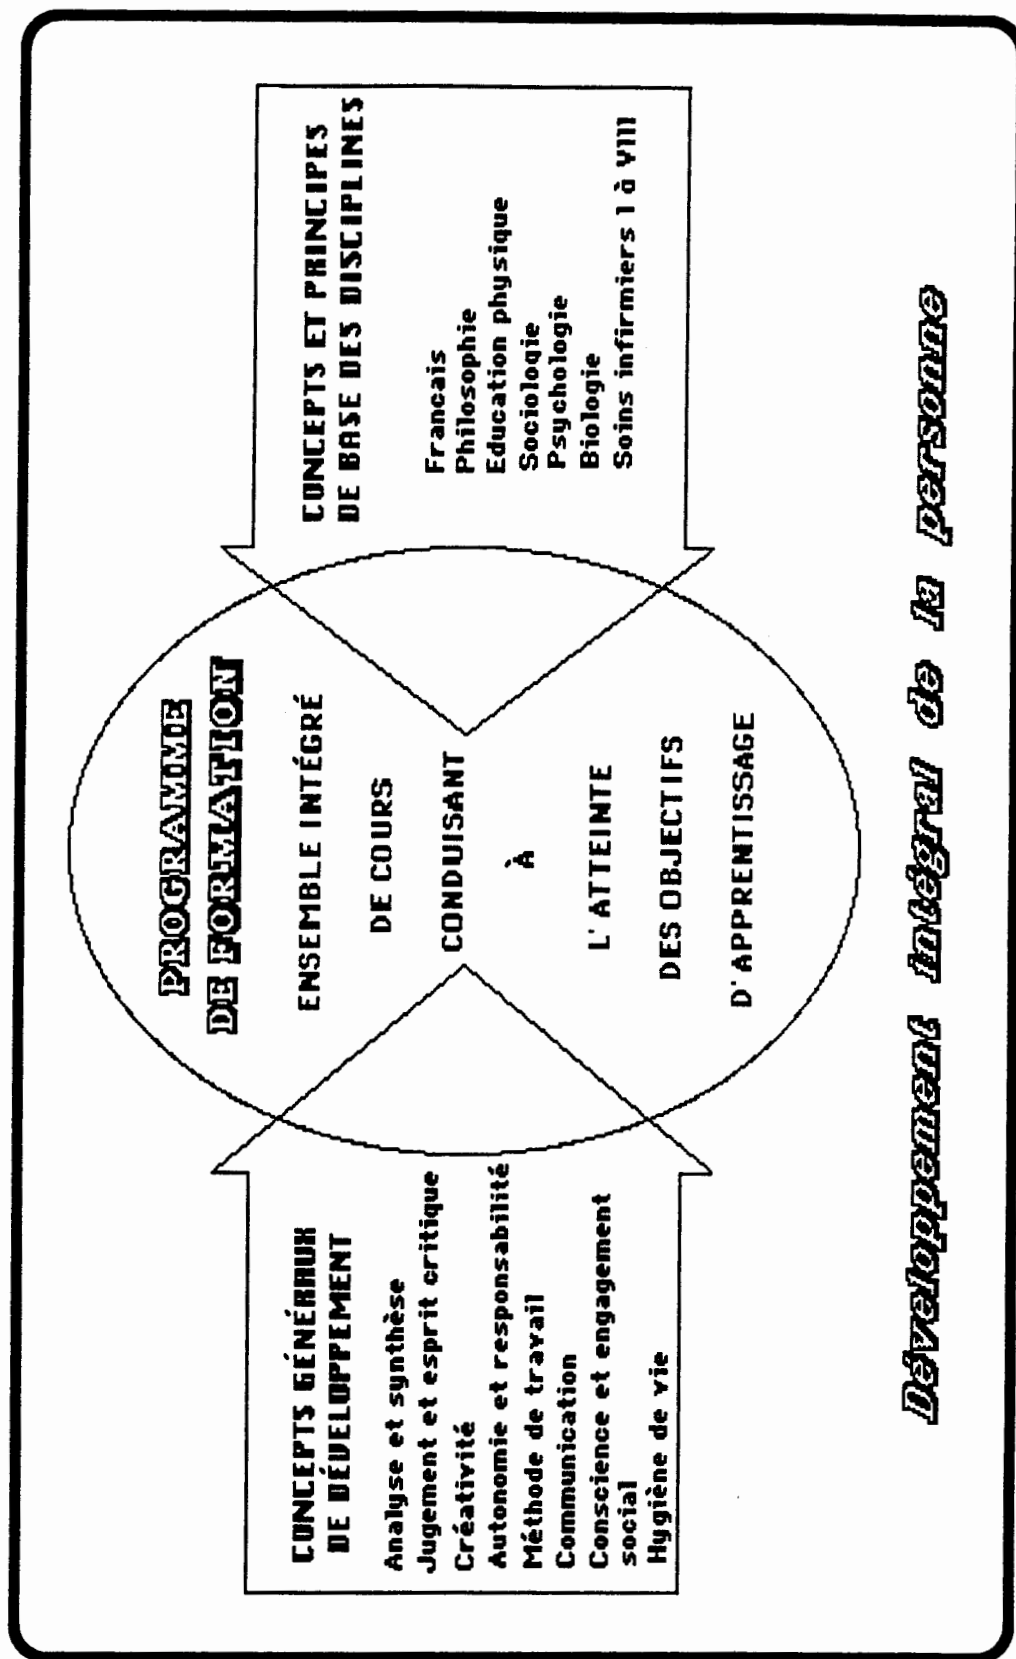 CONCEPTS GÉNÉRAUX
DE DÉVELOPPEMENT
Analyse et synthèse
Jugement et esprit critique
Créativité
Autonomie et responsabilité
Méthode de travail
Communication
Conscience et engagement
social
Hygiène de vie
PROGRAMME
DE FORMATION
ENSEMBLE INTÉGRÉ
DE COURS
CONDUISANT
À
L'ATTEINTE
DES OBJECTIFS
D'APPRENTISSAGE
CONCEPTS ET PRINCIPES
DE BASE DES DISCIPLINES
Francais
Philosophie
Education physique
Sociologie
Psychologie
Biologie
Soins infirmiers I à VIII
Développement intégral de la personne